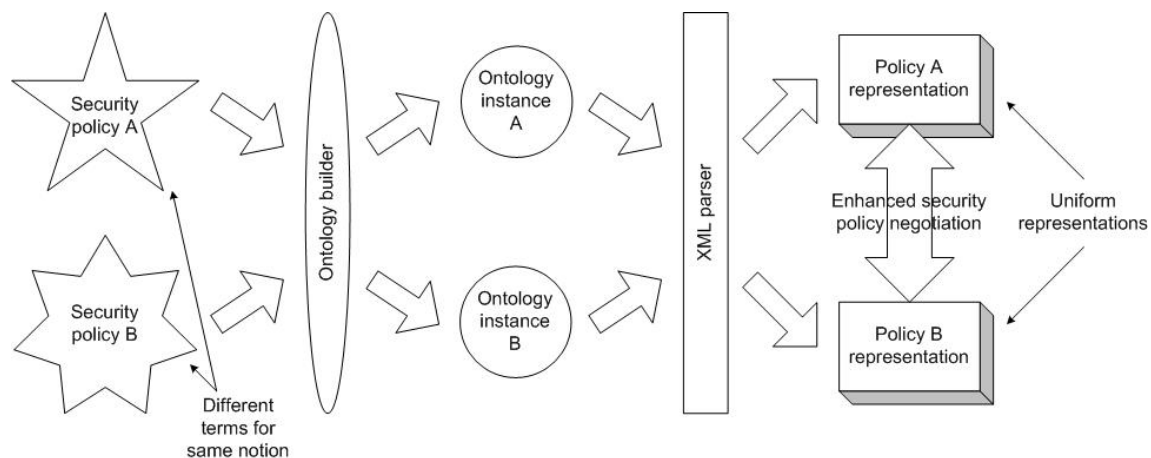 Security
policy A
Ontology builder
Ontology
instance
A
XML parser
Policy A
representation
Enhanced security
policy negotiation
Uniform
representations
Security
policy B
Ontology
instance
B
Policy B
representation
Different
terms for
same notion